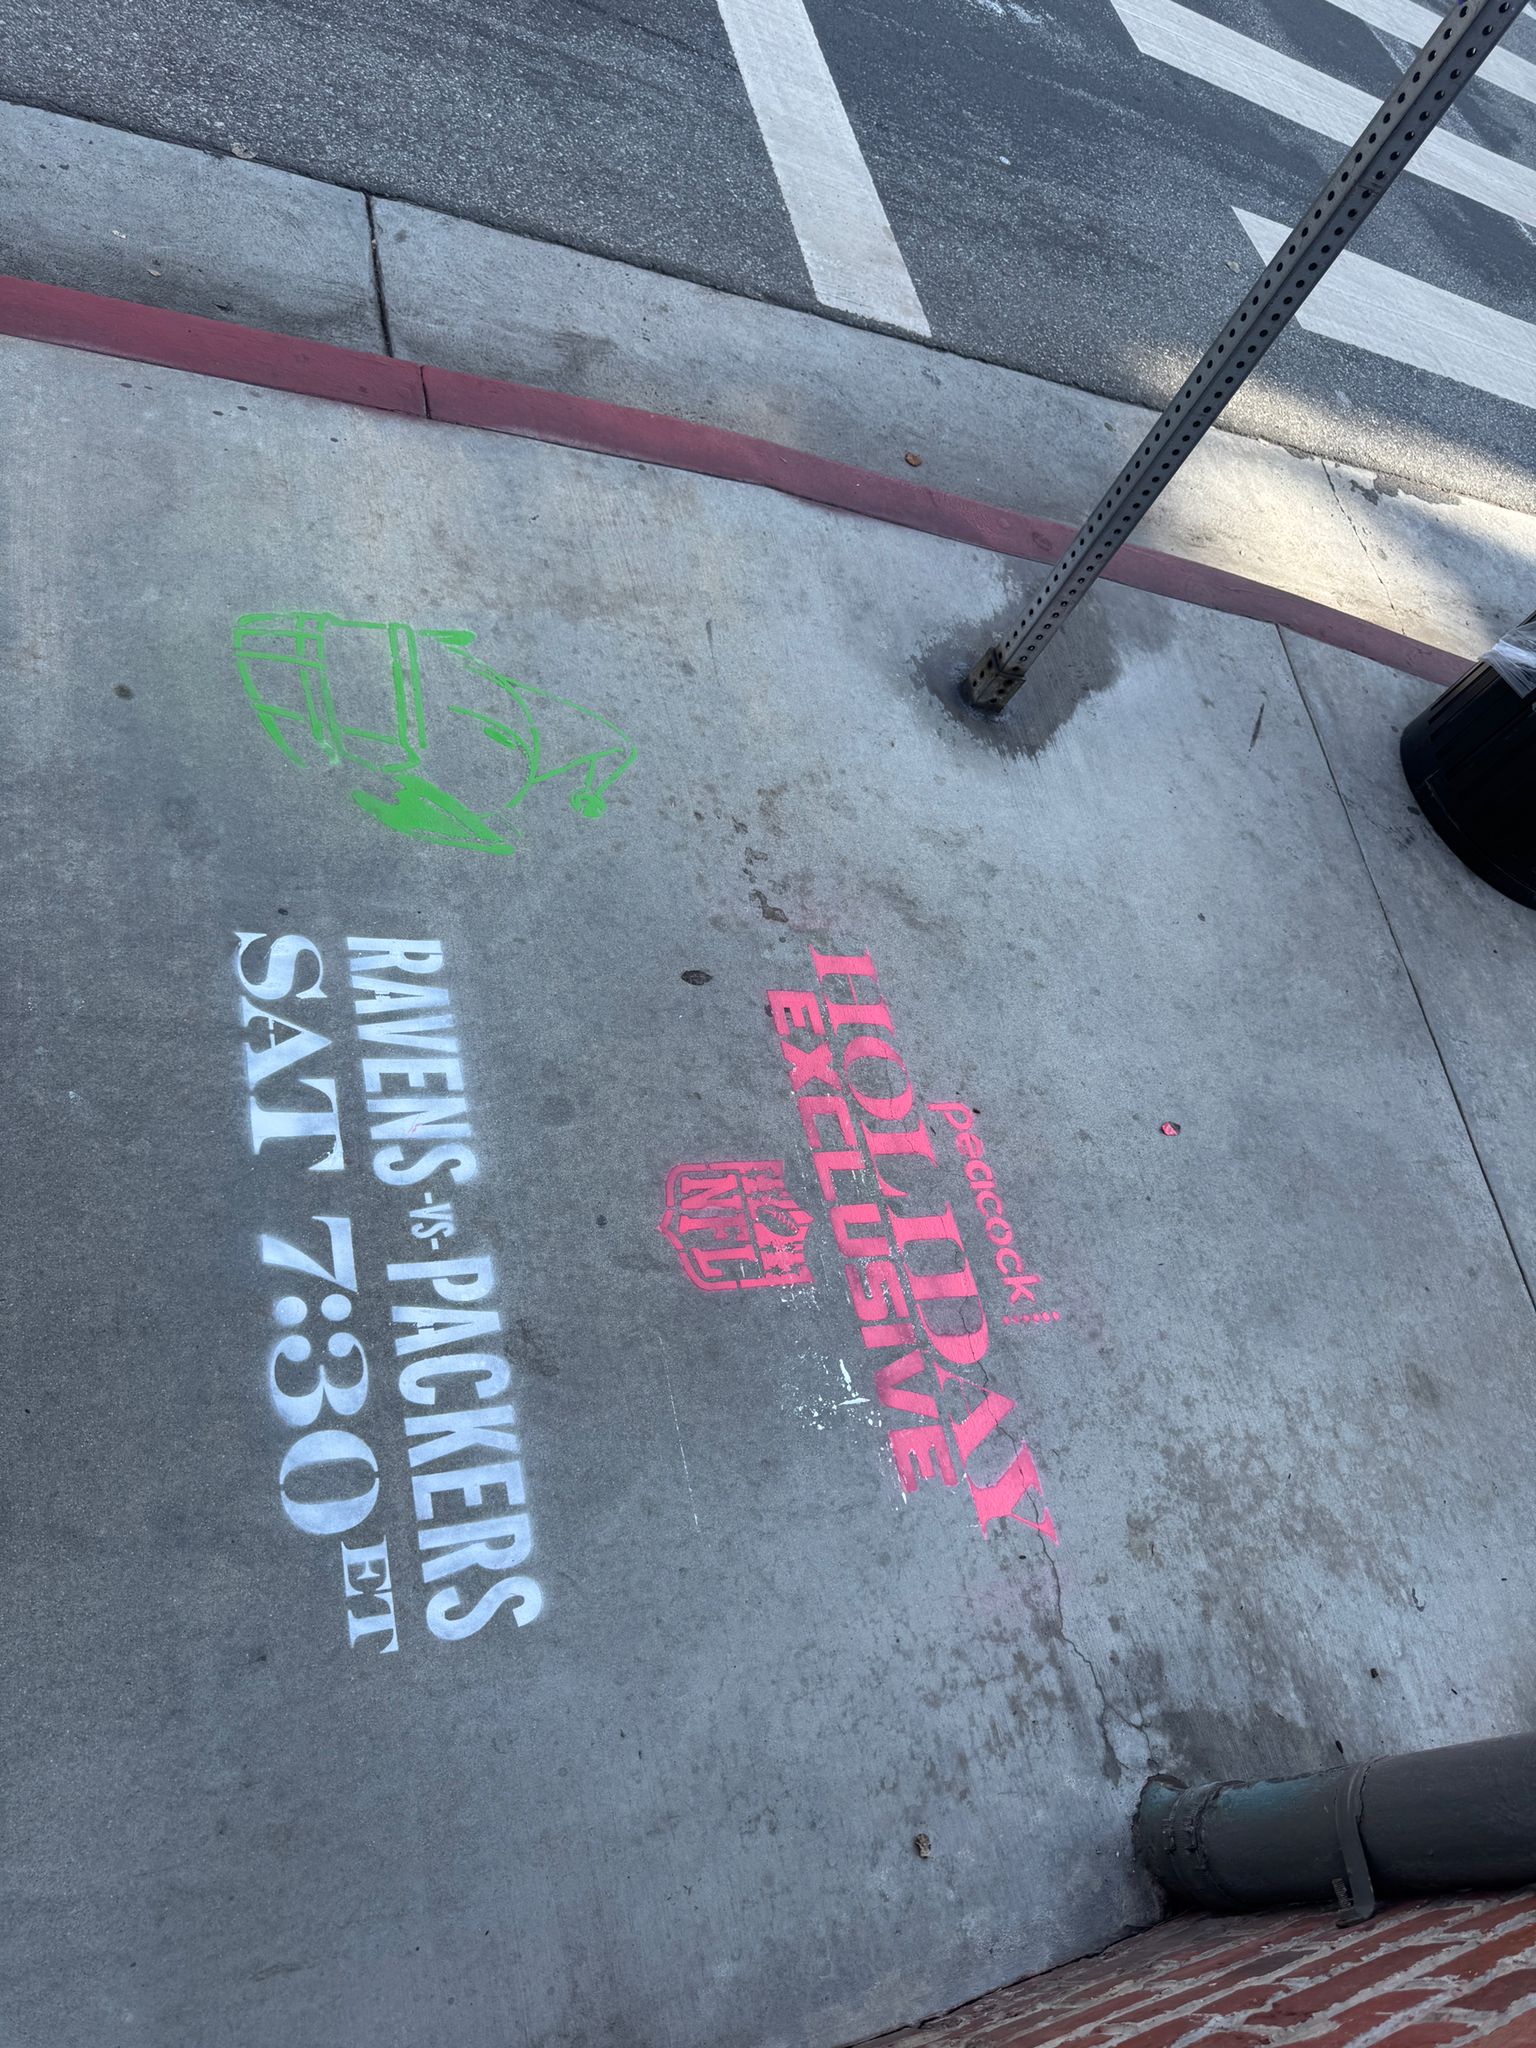 peacock
HOLIDAY
EXCLUSIVE
NFL
RAVENS -VS- PACKERS
SAT 7:30 ET